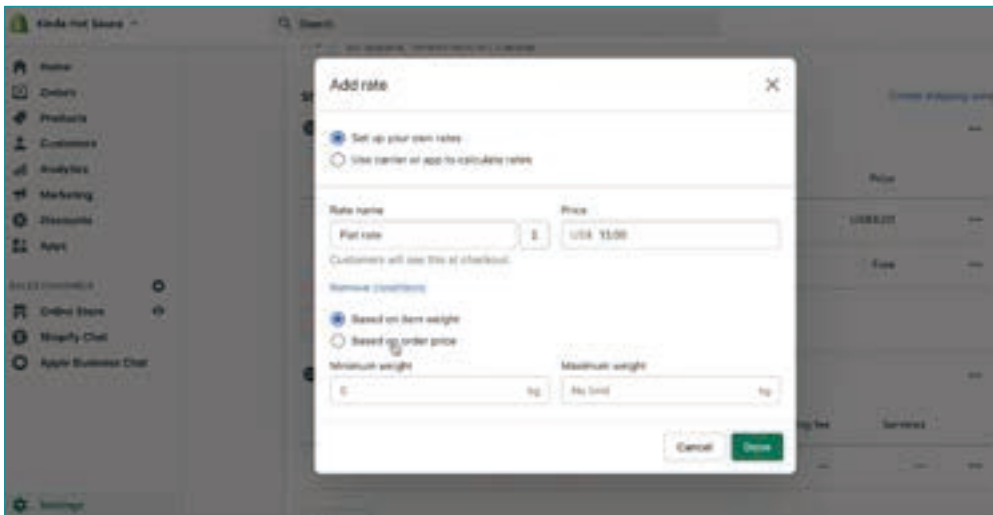 Kinda Hot Sauce
Search
Home
Orders
Products
Customers
Analytics
Marketing
Discounts
Apps
SALES CHANNELS
Online Store
Shopify Chat
Apple Business Chat
Settings
Add rate
Set up your own rates
Use carrier or app to calculate rates
Rate name Price
Flat rate US$ 13.00
Customers will see this at checkout.
Remove conditions
Based on item weight
Based on order price
Minimum weight Maximum weight
0 kg No limit kg
Cancel Done
Price
Free
Services